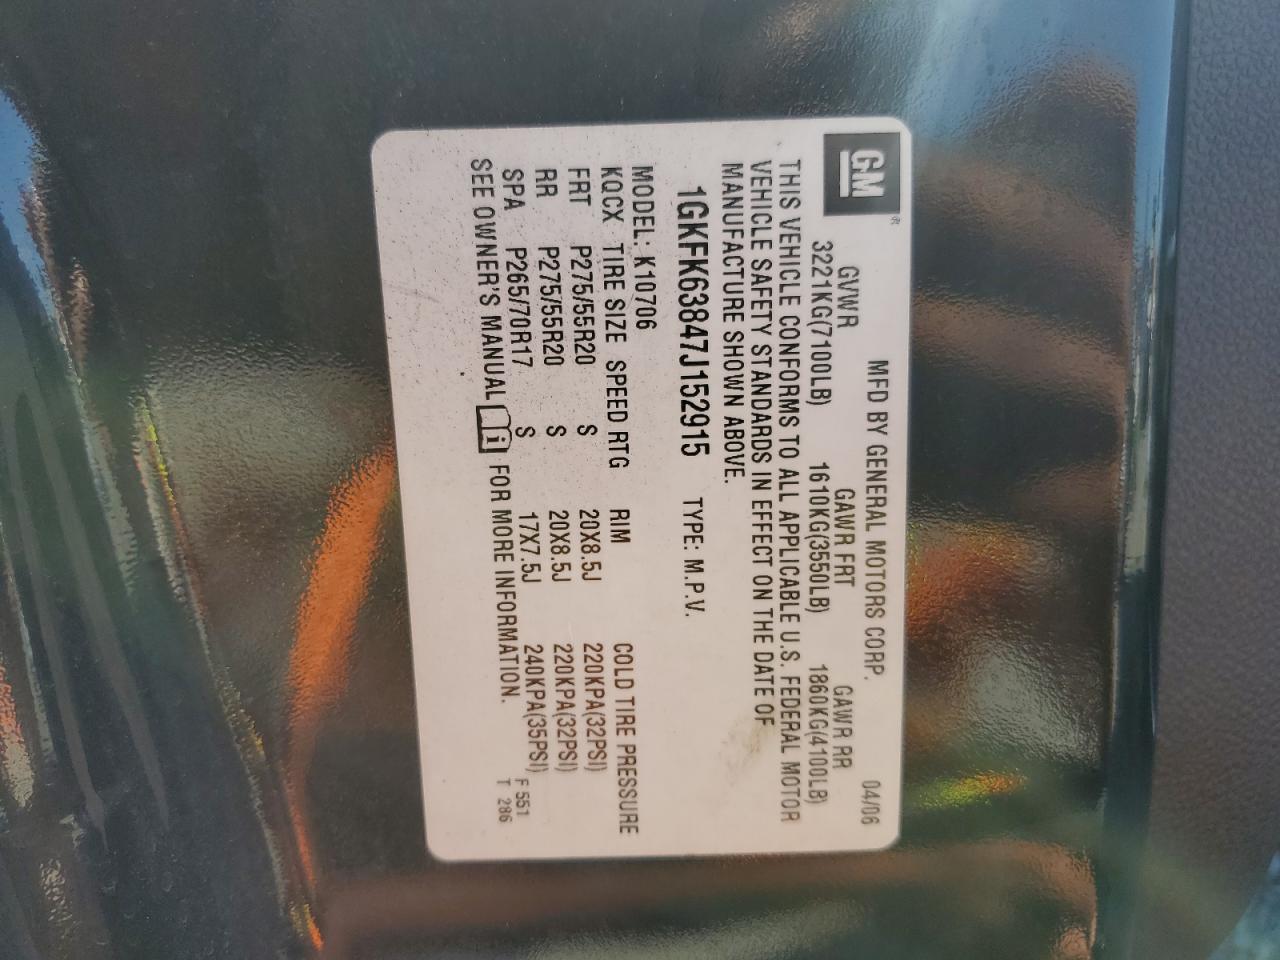 GM
MFD BY GENERAL MOTORS CORP. 04/06
GVWR GAWR FRT GAWR RR
3221KG(7100LB) 1610KG(3550LB) 1860KG(4100LB)
THIS VEHICLE CONFORMS TO ALL APPLICABLE U.S. FEDERAL MOTOR
VEHICLE SAFETY STANDARDS IN EFFECT ON THE DATE OF
MANUFACTURE SHOWN ABOVE.
1GKFK63847J152915 TYPE: M.P.V.
MODEL: K10706
KQCX TIRE SIZE SPEED RTG RIM COLD TIRE PRESSURE
FRT P275/55R20 S 20X8.5J 220KPA(32PSI)
RR P275/55R20 S 20X8.5J 220KPA(32PSI)
SPA P265/70R17 S 17X7.5J 240KPA(35PSI)
SEE OWNER'S MANUAL i FOR MORE INFORMATION.
F 551
T 286